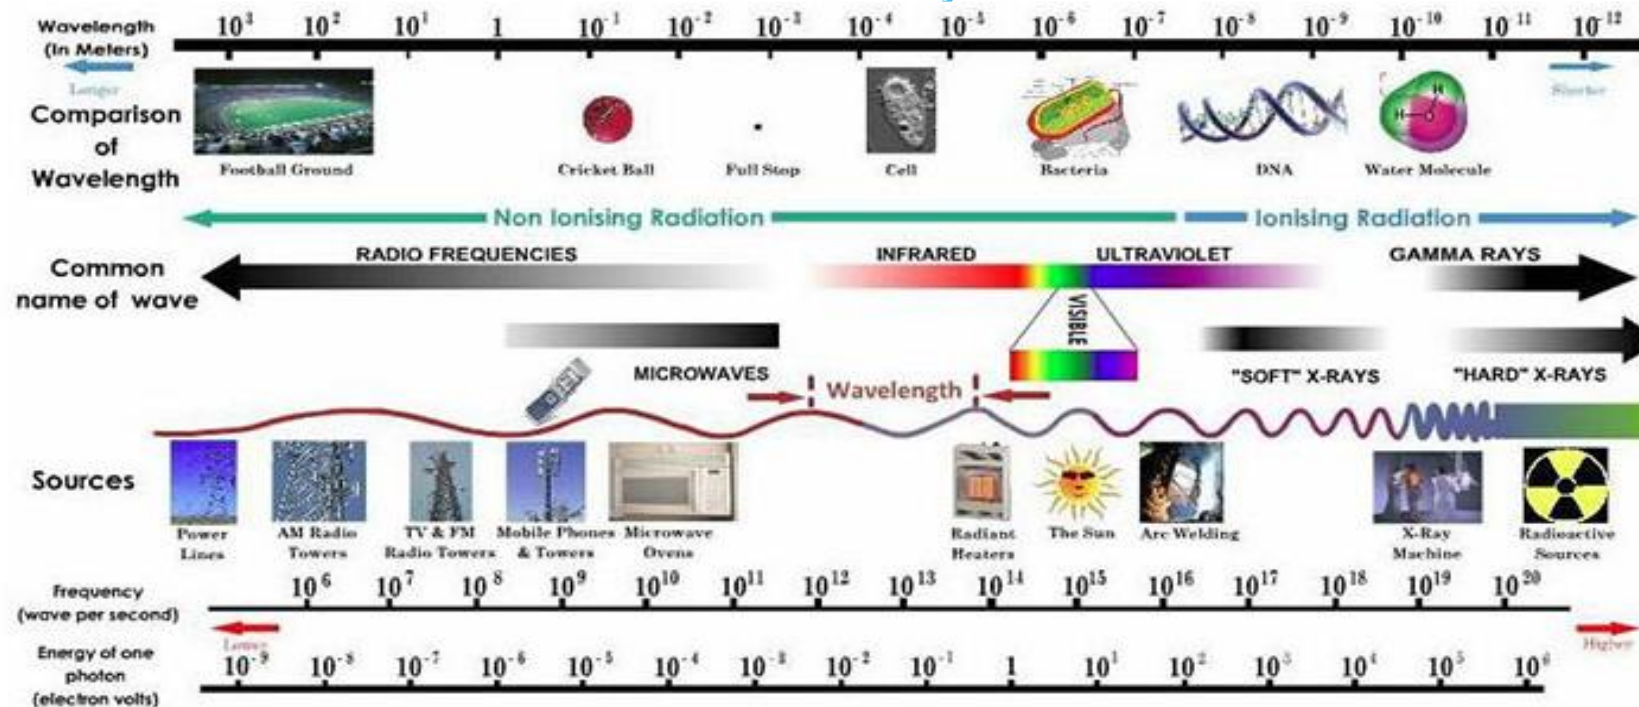 Wavelength
(In Meters)
10³ 10² 10¹ 1 10⁻¹ 10⁻² 10⁻³ 10⁻⁴ 10⁻⁵ 10⁻⁶ 10⁻⁷ 10⁻⁸ 10⁻⁹ 10⁻¹⁰ 10⁻¹¹ 10⁻¹²
Longer
Shorter
Comparison
of
Wavelength
H
H O
Football Ground Cricket Ball Full Stop Cell Bacteria DNA Water Molecule
Non Ionising Radiation Ionising Radiation
Common
name of wave
RADIO FREQUENCIES INFRARED ULTRAVIOLET GAMMA RAYS
VISIBLE
MICROWAVES "SOFT" X-RAYS "HARD" X-RAYS
Wavelength
Sources
Power
Lines
AM Radio
Towers
TV & FM
Radio Towers
Mobile Phones
& Towers
Microwave
Ovens
Radiant
Heaters
The Sun
Arc Welding
X-Ray
Machine
Radioactive
Sources
Frequency
(wave per second)
10⁶ 10⁷ 10⁸ 10⁹ 10¹⁰ 10¹¹ 10¹² 10¹³ 10¹⁴ 10¹⁵ 10¹⁶ 10¹⁷ 10¹⁸ 10¹⁹ 10²⁰
Lower
Higher
Energy of one
photon
(electron volts)
10⁻⁹ 10⁻⁸ 10⁻⁷ 10⁻⁶ 10⁻⁵ 10⁻⁴ 10⁻³ 10⁻² 10⁻¹ 1 10¹ 10² 10³ 10⁴ 10⁵ 10⁶